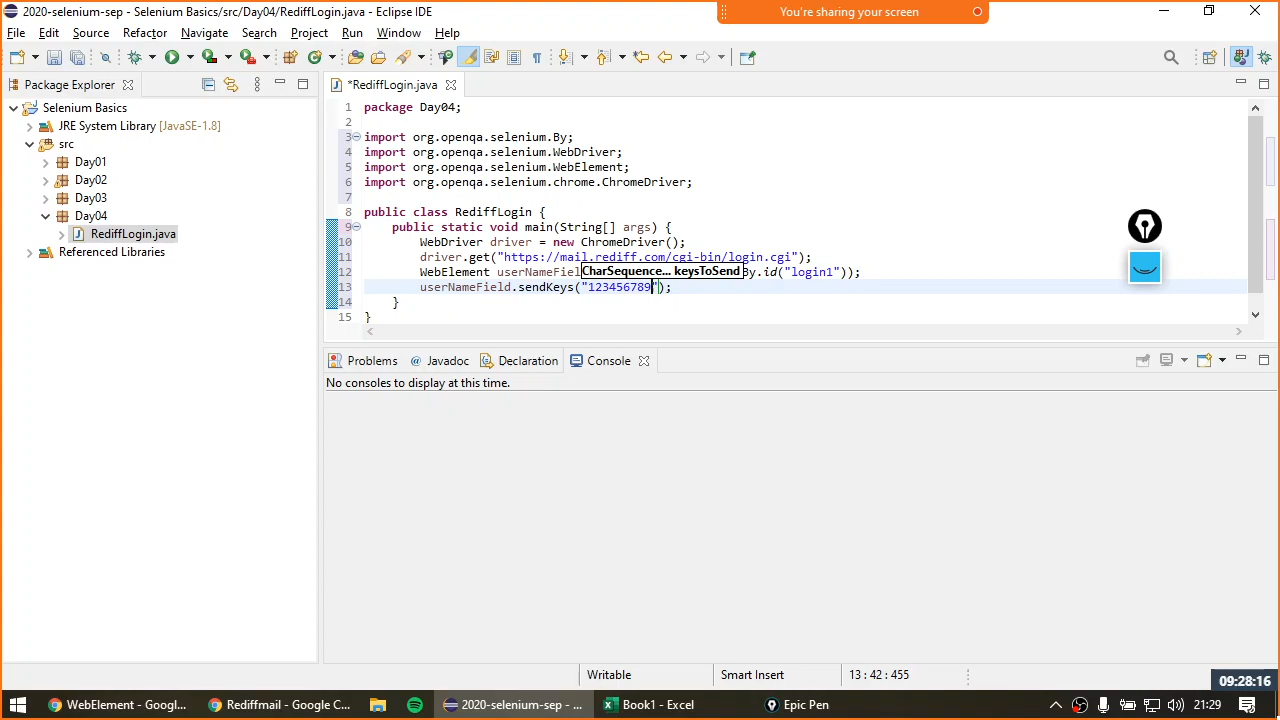 2020-selenium-sep - Selenium Basics/src/Day04/RediffLogin.java - Eclipse IDE
You're sharing your screen
File Edit Source Refactor Navigate Search Project Run Window Help
Package Explorer
*RediffLogin.java
Selenium Basics
JRE System Library [JavaSE-1.8]
src
Day01
Day02
Day03
Day04
RediffLogin.java
Referenced Libraries
1 package Day04;
2
3 import org.openqa.selenium.By;
4 import org.openqa.selenium.WebDriver;
5 import org.openqa.selenium.WebElement;
6 import org.openqa.selenium.chrome.ChromeDriver;
7
8 public class RediffLogin {
9 public static void main(String[] args) {
10 WebDriver driver = new ChromeDriver();
11 driver.get("https://mail.rediff.com/cgi-bin/login.cgi");
12 WebElement userNameFiel CharSequence... keysToSend By.id("login1"));
13 userNameField.sendKeys("123456789");
14 }
15 }
Problems @ Javadoc Declaration Console
No consoles to display at this time.
Writable Smart Insert 13 : 42 : 455
09:28:16
WebElement - Googl... Rediffmail - Google C... 2020-selenium-sep - ... Book1 - Excel Epic Pen 21:29